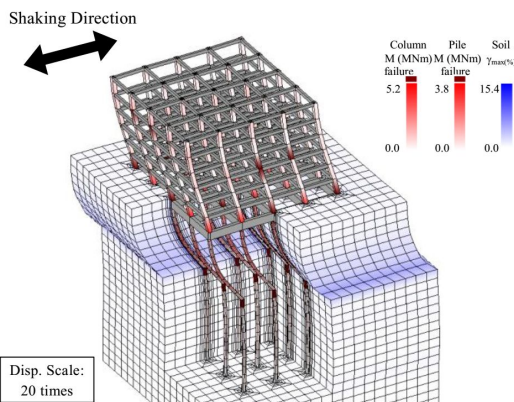 Shaking Direction
Column Pile Soil
M (MNm) M (MNm) γmax(%)
failure failure
5.2 3.8 15.4
0.0 0.0 0.0
Disp. Scale:
20 times